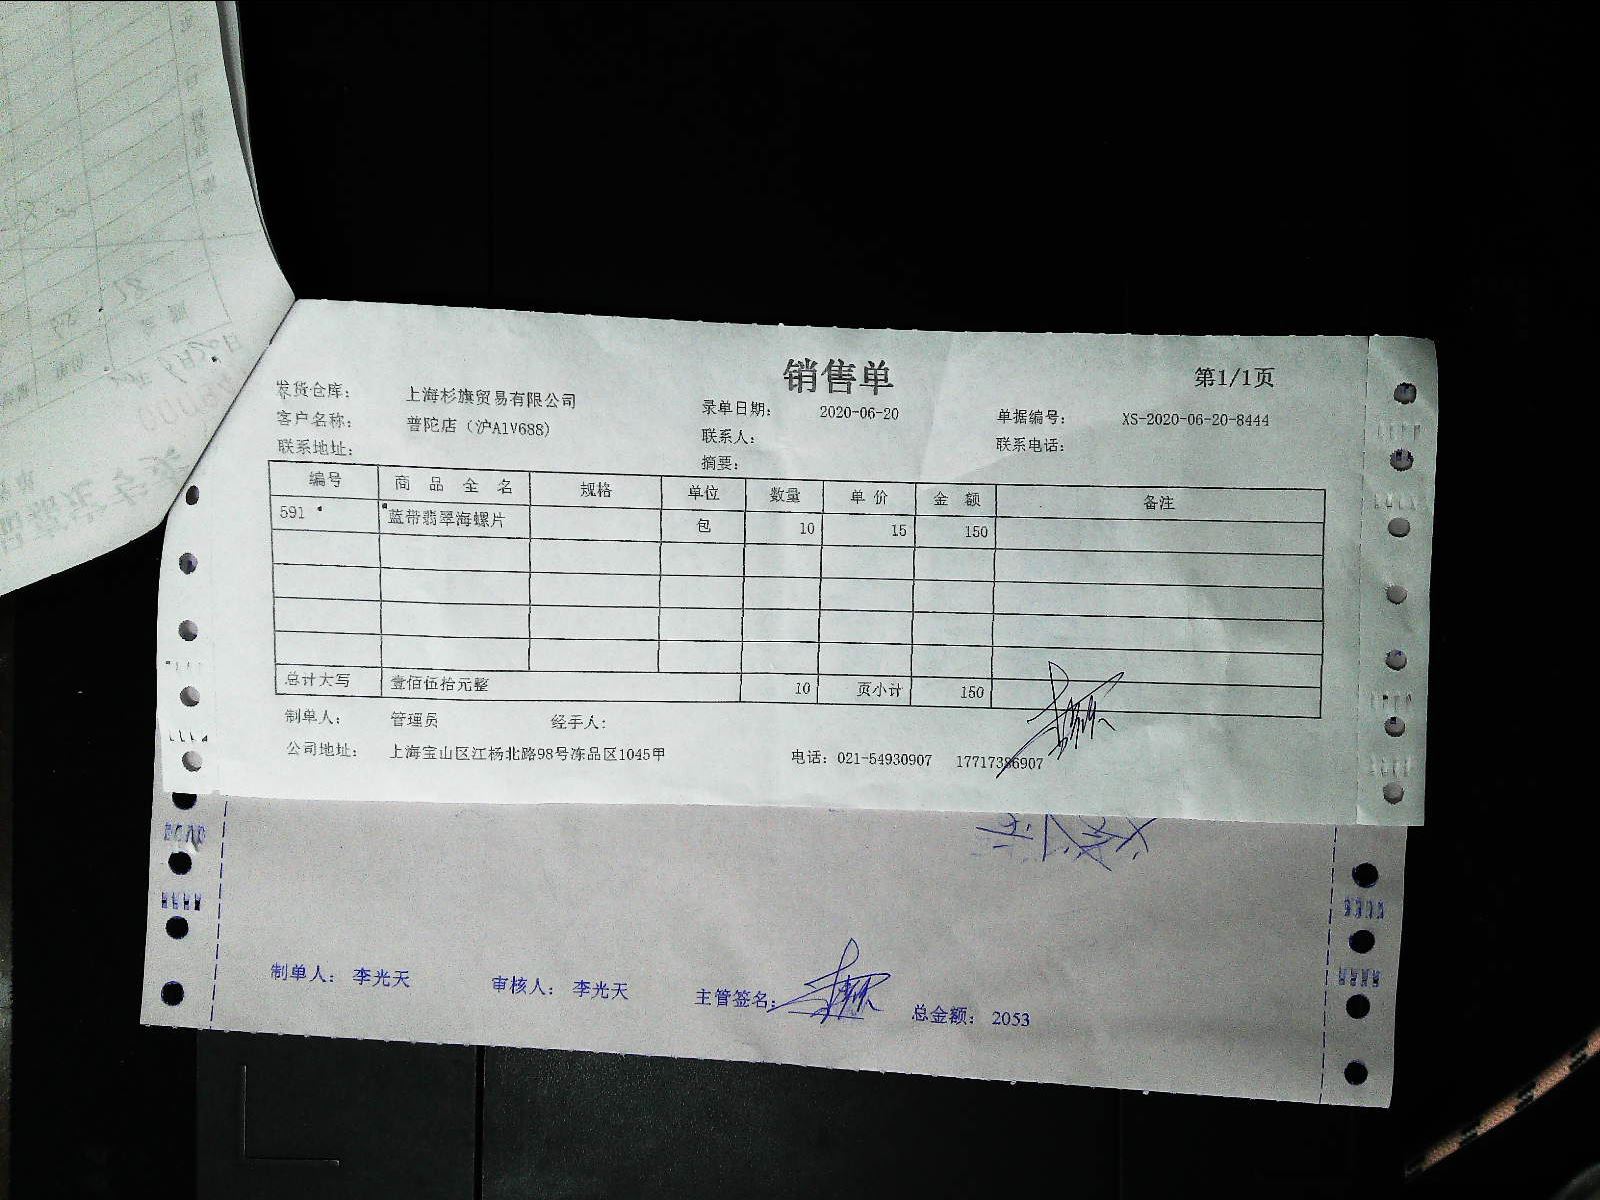 销售单
第1/1页
发货仓库： 上海杉旗贸易有限公司
录单日期： 2020-06-20
单据编号： XS-2020-06-20-8444
客户名称： 普陀店（沪A1V688）
联系人：
联系电话：
联系地址：
摘要：
编号 商品全名 规格 单位 数量 单价 金额 备注
591 蓝带翡翠海螺片 包 10 15 150
总计大写 壹佰伍拾元整 10 页小计 150
制单人： 管理员 经手人：
公司地址： 上海宝山区江杨北路98号冻品区1045甲 电话：021-54930907 17717386907
制单人： 李光天 审核人： 李光天 主管签名： 总金额： 2053